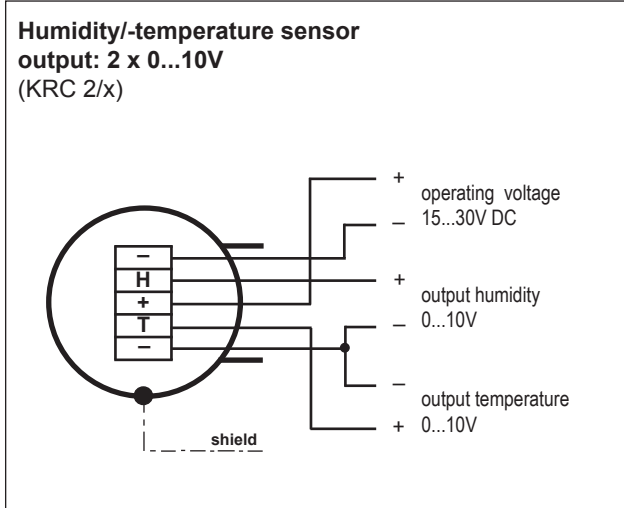 Humidity/-temperature sensor
output: 2 x 0...10V
(KRC 2/x)
+
operating voltage
– 15...30V DC
–
H
+
T
–
+
output humidity
– 0...10V
–
output temperature
+ 0...10V
shield